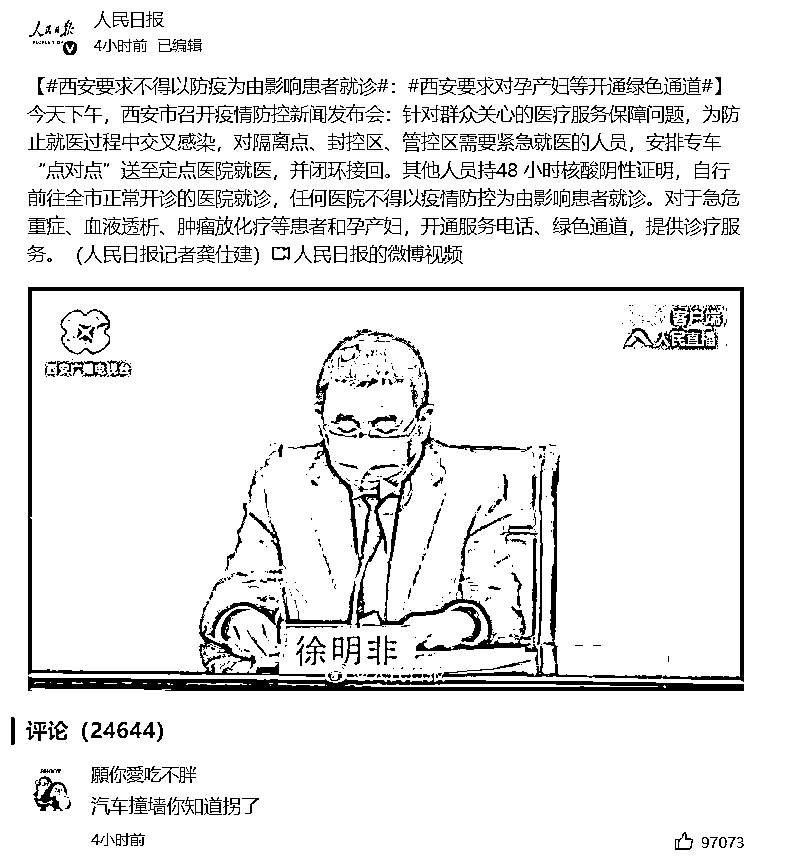 人民日报
4小时前 已编辑
【#西安要求不得以防疫为由影响患者就诊#：#西安要求对孕产妇等开通绿色通道#】
今天下午，西安市召开疫情防控新闻发布会：针对群众关心的医疗服务保障问题，为防
止就医过程中交叉感染，对隔离点、封控区、管控区需要紧急就医的人员，安排专车
“点对点”送至定点医院就医，并闭环接回。其他人员持48 小时核酸阴性证明，自行
前往全市正常开诊的医院就诊，任何医院不得以疫情防控为由影响患者就诊。对于急危
重症、血液透析、肿瘤放化疗等患者和孕产妇，开通服务电话、绿色通道，提供诊疗服
务。（人民日报记者龚仕建）人民日报的微博视频
西安广播电视台
客户端
人民直播
徐明非
评论（24644）
願你愛吃不胖
汽车撞墙你知道拐了
4小时前
97073